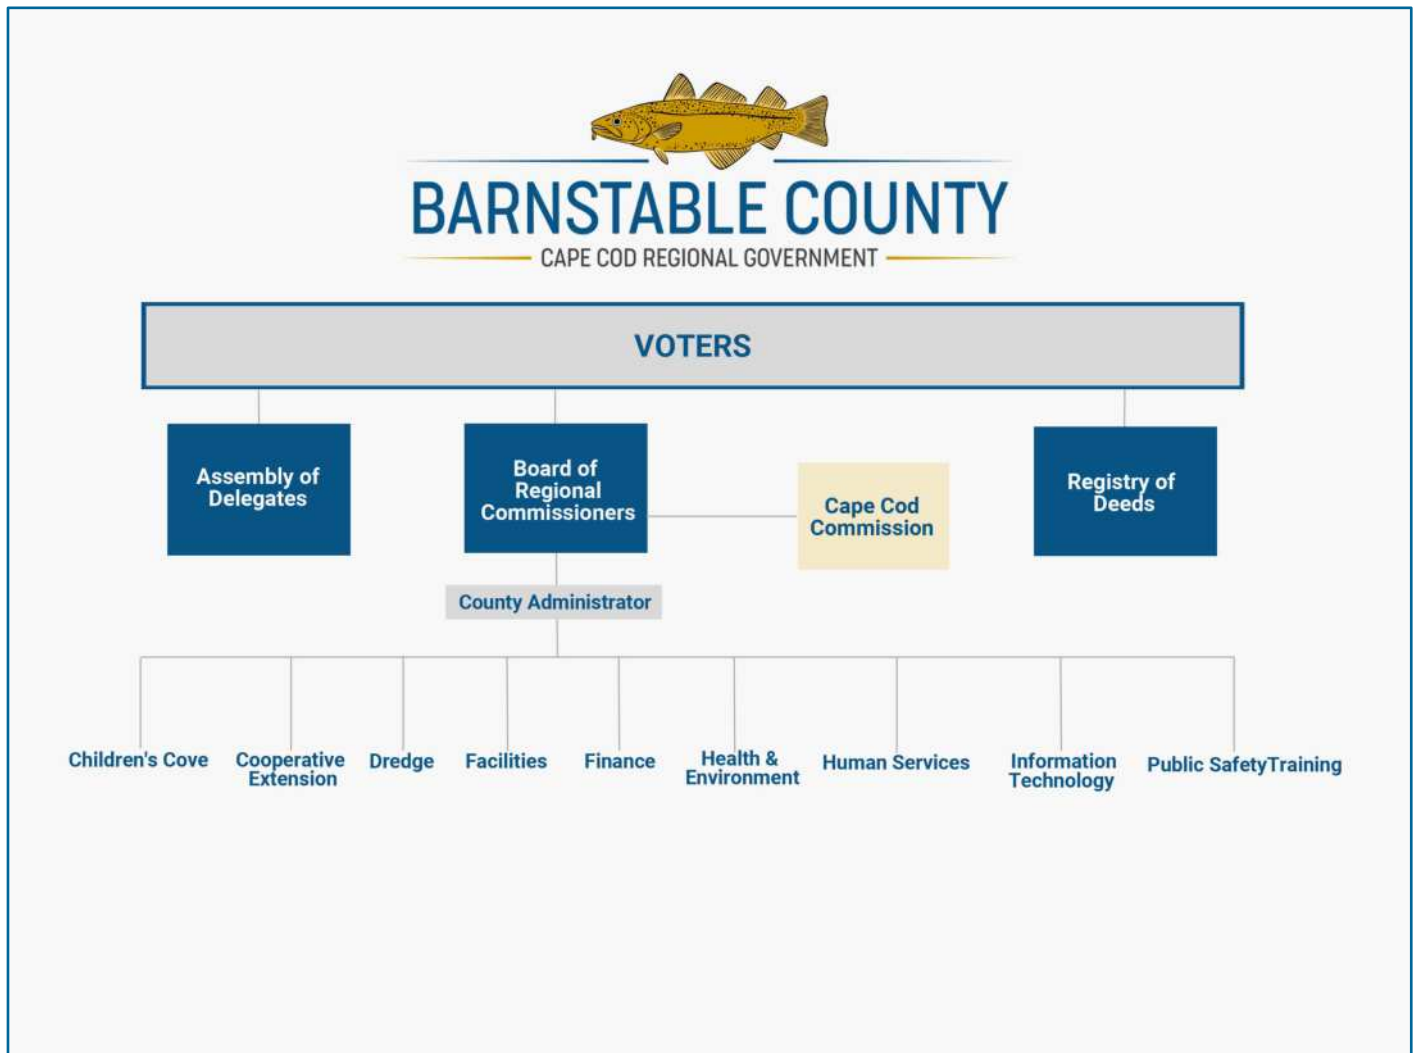 BARNSTABLE COUNTY
CAPE COD REGIONAL GOVERNMENT
VOTERS
Assembly of
Delegates
Board of
Regional
Commissioners
Cape Cod
Commission
Registry of
Deeds
County Administrator
Children's Cove
Cooperative
Extension
Dredge
Facilities
Finance
Health &
Environment
Human Services
Information
Technology
Public SafetyTraining